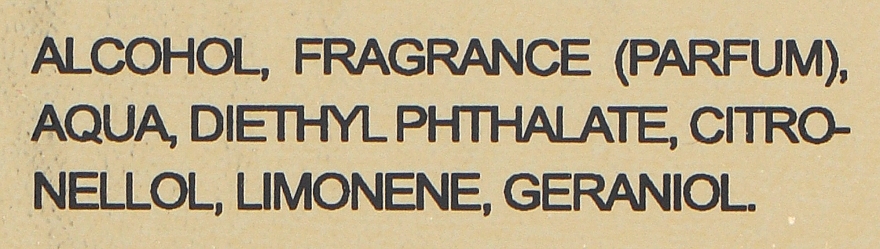 ALCOHOL, FRAGRANCE (PARFUM),
AQUA, DIETHYL PHTHALATE, CITRO-
NELLOL, LIMONENE, GERANIOL.